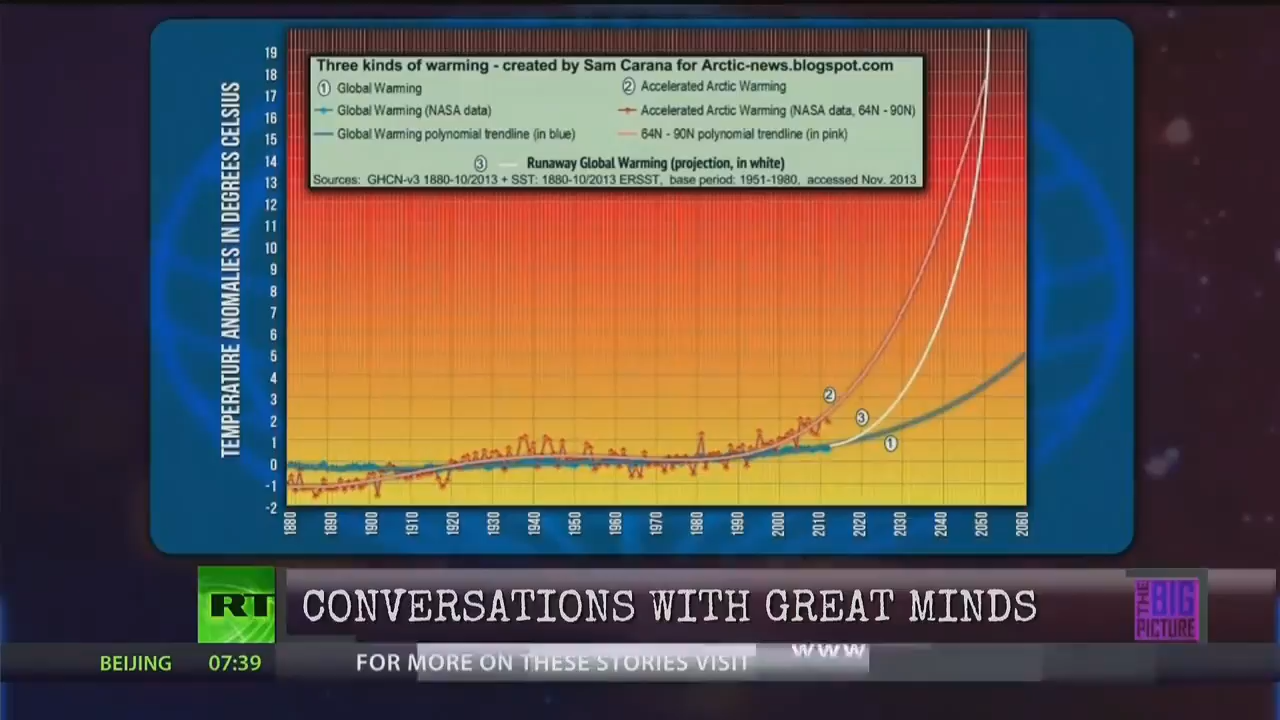 19
18
17
16
15
14
13
12
11
10
9
8
7
6
5
4
3
2
1
0
-1
-2
TEMPERATURE ANOMALIES IN DEGREES CELSIUS
Three kinds of warming - created by Sam Carana for Arctic-news.blogspot.com
① Global Warming
② Accelerated Arctic Warming
Global Warming (NASA data)
Accelerated Arctic Warming (NASA data, 64N - 90N)
Global Warming polynomial trendline (in blue)
64N - 90N polynomial trendline (in pink)
③ Runaway Global Warming (projection, in white)
Sources: GHCN-v3 1880-10/2013 + SST: 1880-10/2013 ERSST, base period: 1951-1980, accessed Nov. 2013
②
③
①
1880 1890 1900 1910 1920 1930 1940 1950 1960 1970 1980 1990 2000 2010 2020 2030 2040 2050 2060
RT
CONVERSATIONS WITH GREAT MINDS
THE BIG PICTURE
BEIJING 07:39
FOR MORE ON THESE STORIES VISIT
WWW